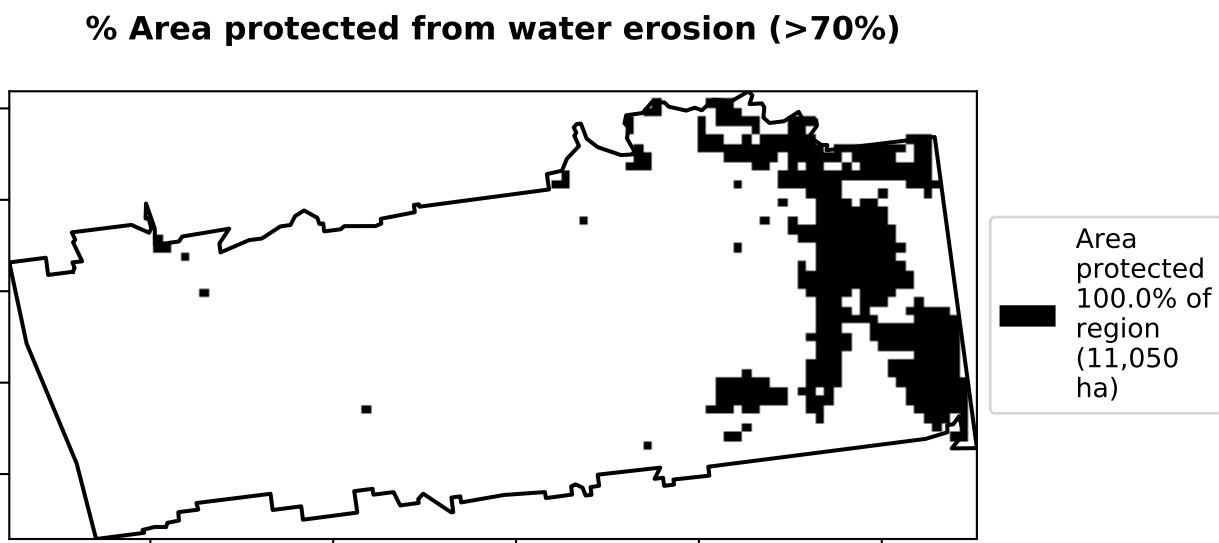 % Area protected from water erosion (>70%)
Area
protected
100.0% of
region
(11,050
ha)